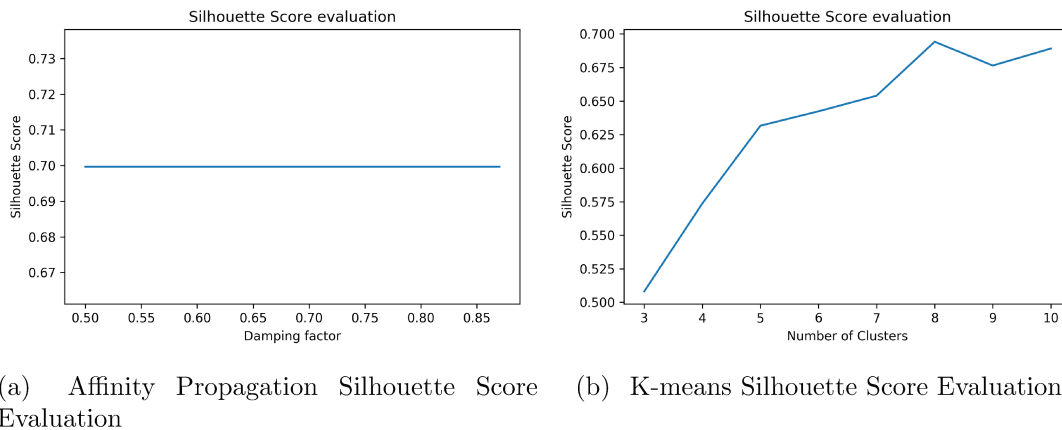 Silhouette Score evaluation
Silhouette Score
0.73
0.72
0.71
0.70
0.69
0.68
0.67
0.50 0.55 0.60 0.65 0.70 0.75 0.80 0.85
Damping factor
Silhouette Score evaluation
Silhouette Score
0.700
0.675
0.650
0.625
0.600
0.575
0.550
0.525
0.500
3 4 5 6 7 8 9 10
Number of Clusters
(a) Affinity Propagation Silhouette Score
Evaluation
(b) K-means Silhouette Score Evaluation